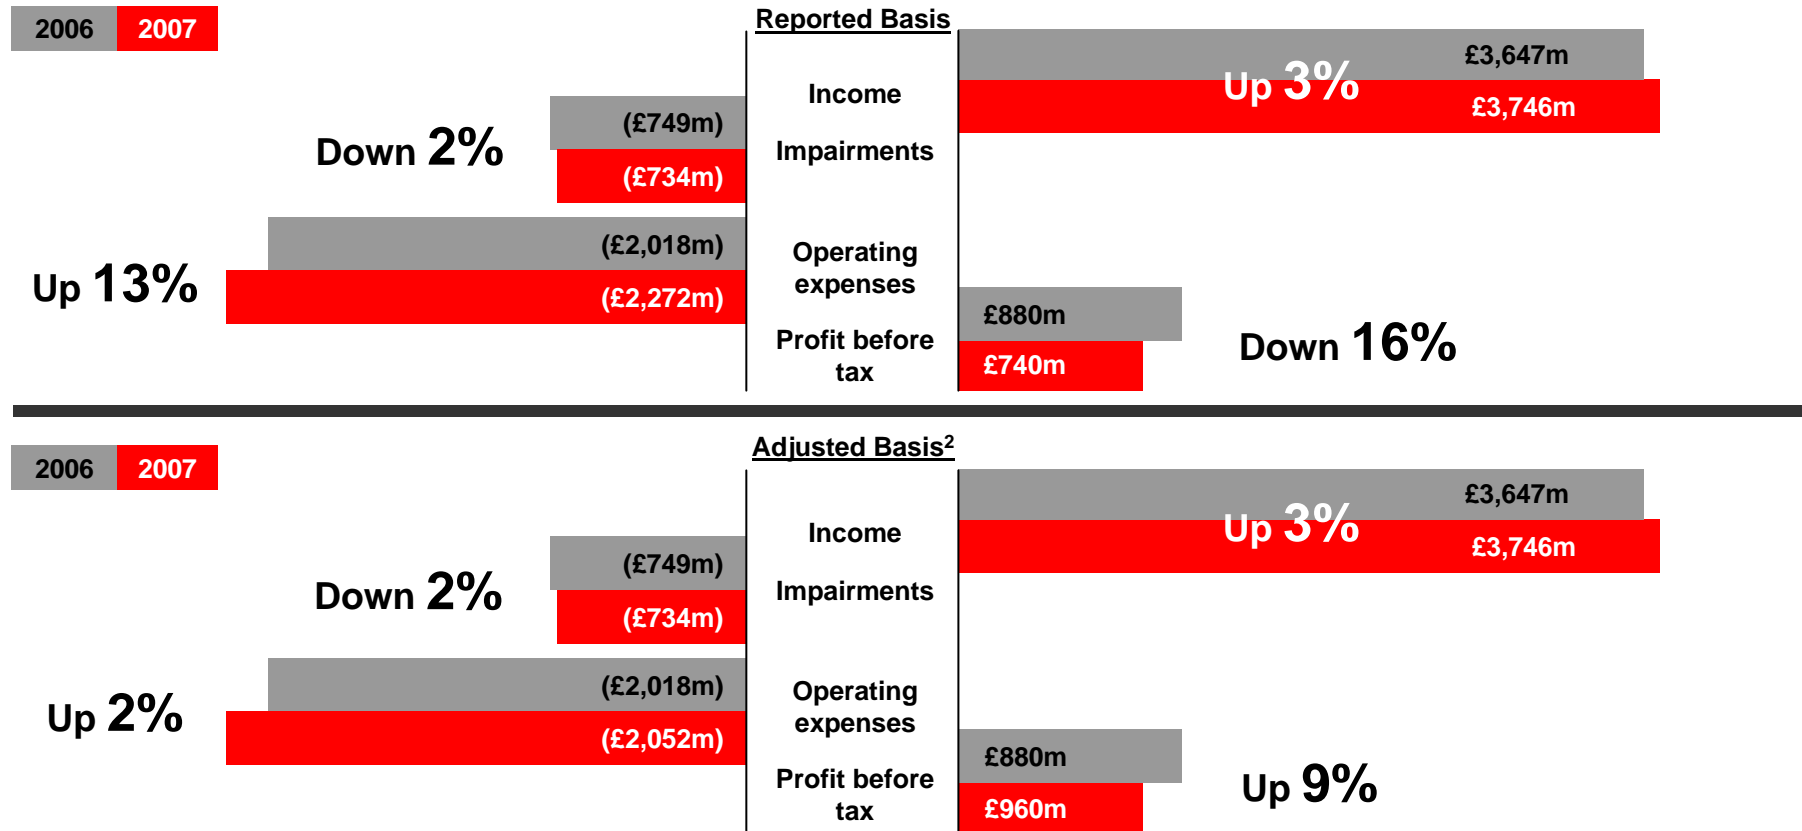 2006 2007
Reported Basis
£3,647m
Up 3%
Income
£3,746m
(£749m)
Down 2%
Impairments
(£734m)
(£2,018m)
Operating
expenses
Up 13%
(£2,272m)
£880m
Profit before
tax
Down 16%
£740m
2006 2007
Adjusted Basis²
£3,647m
Up 3%
Income
£3,746m
(£749m)
Down 2%
Impairments
(£734m)
(£2,018m)
Operating
expenses
Up 2%
(£2,052m)
£880m
Profit before
tax
Up 9%
£960m